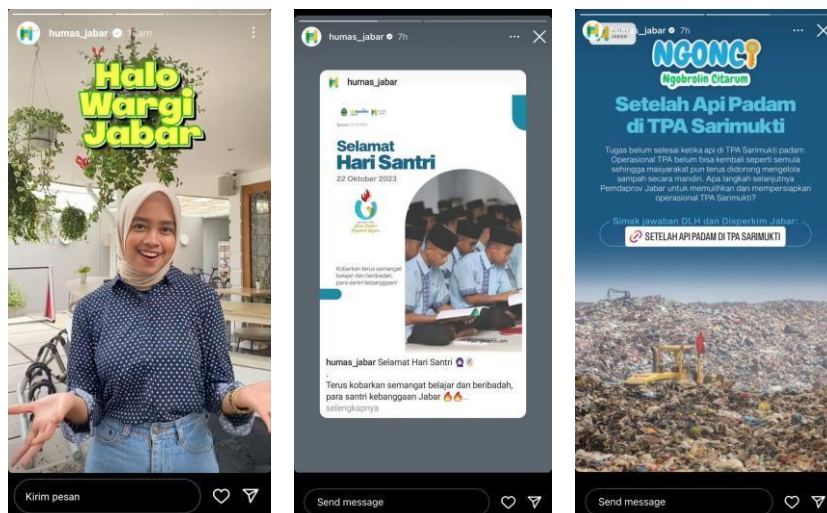 humas_jabar
Halo
Wargi
Jabar
Kirim pesan
humas_jabar 7h
humas_jabar
Selamat
Hari Santri
22 Oktober 2023
Kobarkan terus semangat
belajar dan beribadah,
para santri kebanggaan!
humas_jabar Selamat Hari Santri
.
Terus kobarkan semangat belajar dan beribadah,
para santri kebanggaan Jabar
selengkapnya
Send message
s_jabar 7h
NGONCI
Ngobrolin Citarum
Setelah Api Padam
di TPA Sarimukti
Tugas belum selesai ketika api di TPA Sarimukti padam.
Operasional TPA belum bisa kembali seperti semula
sehingga masyarakat pun terus didorong mengelola
sampah secara mandiri. Apa langkah selanjutnya
Pemdaprov Jabar untuk memulihkan dan mempersiapkan
operasional TPA Sarimukti?
Simak jawaban DLH dan Disperkim Jabar:
SETELAH API PADAM DI TPA SARIMUKTI
Send message